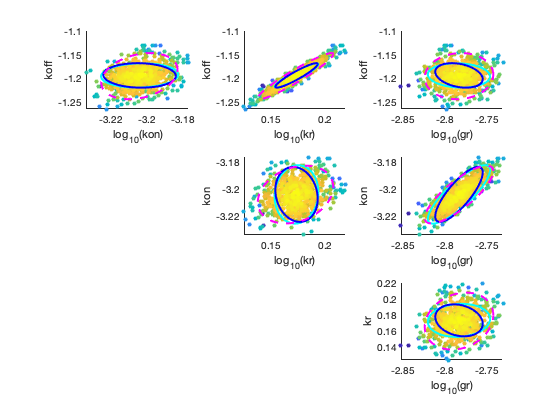 -1.1
-1.15
-1.2
-1.25
koff
-3.22 -3.2 -3.18
log10(kon)
-1.1
-1.15
-1.2
-1.25
koff
0.15 0.2
log10(kr)
-1.1
-1.15
-1.2
-1.25
koff
-2.85 -2.8 -2.75
log10(gr)
-3.18
-3.2
-3.22
kon
0.15 0.2
log10(kr)
-3.18
-3.2
-3.22
kon
-2.85 -2.8 -2.75
log10(gr)
0.22
0.2
0.18
0.16
0.14
kr
-2.85 -2.8 -2.75
log10(gr)